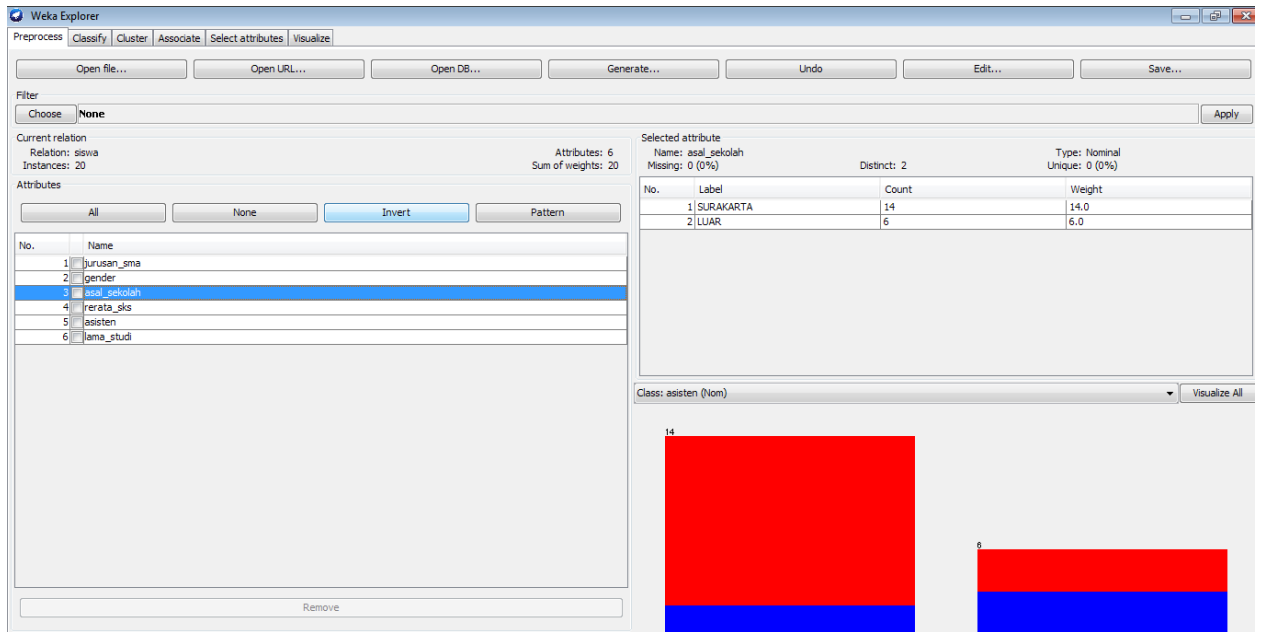 Weka Explorer
Preprocess Classify Cluster Associate Select attributes Visualize
Open file... Open URL... Open DB... Generate... Undo Edit... Save...
Filter
Choose None Apply
Current relation
Relation: siswa Attributes: 6
Instances: 20 Sum of weights: 20
Selected attribute
Name: asal_sekolah Type: Nominal
Missing: 0 (0%) Distinct: 2 Unique: 0 (0%)
Attributes
All None Invert Pattern
No. Name
1 jurusan_sma
2 gender
3 asal_sekolah
4 rerata_sks
5 asisten
6 lama_studi
Remove
No. Label Count Weight
1 SURAKARTA 14 14.0
2 LUAR 6 6.0
Class: asisten (Nom) Visualize All
14
6